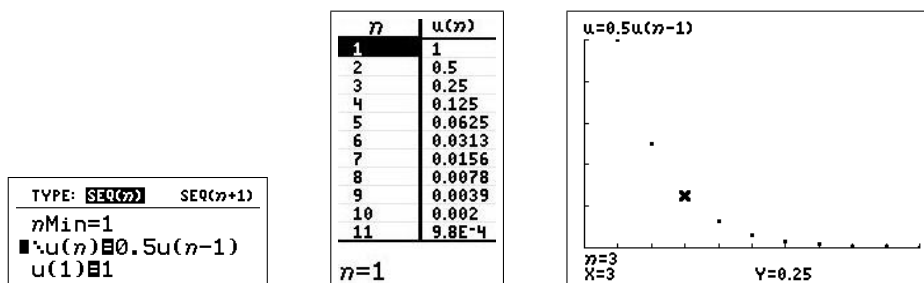 TYPE: SEQ(n) SEQ(n+1)
nMin=1
u(n)=0.5u(n-1)
u(1)=1
n u(n)
1 1
2 0.5
3 0.25
4 0.125
5 0.0625
6 0.0313
7 0.0156
8 0.0078
9 0.0039
10 0.002
11 9.8E-4
n=1
u=0.5u(n-1)
n=3
X=3 Y=0.25